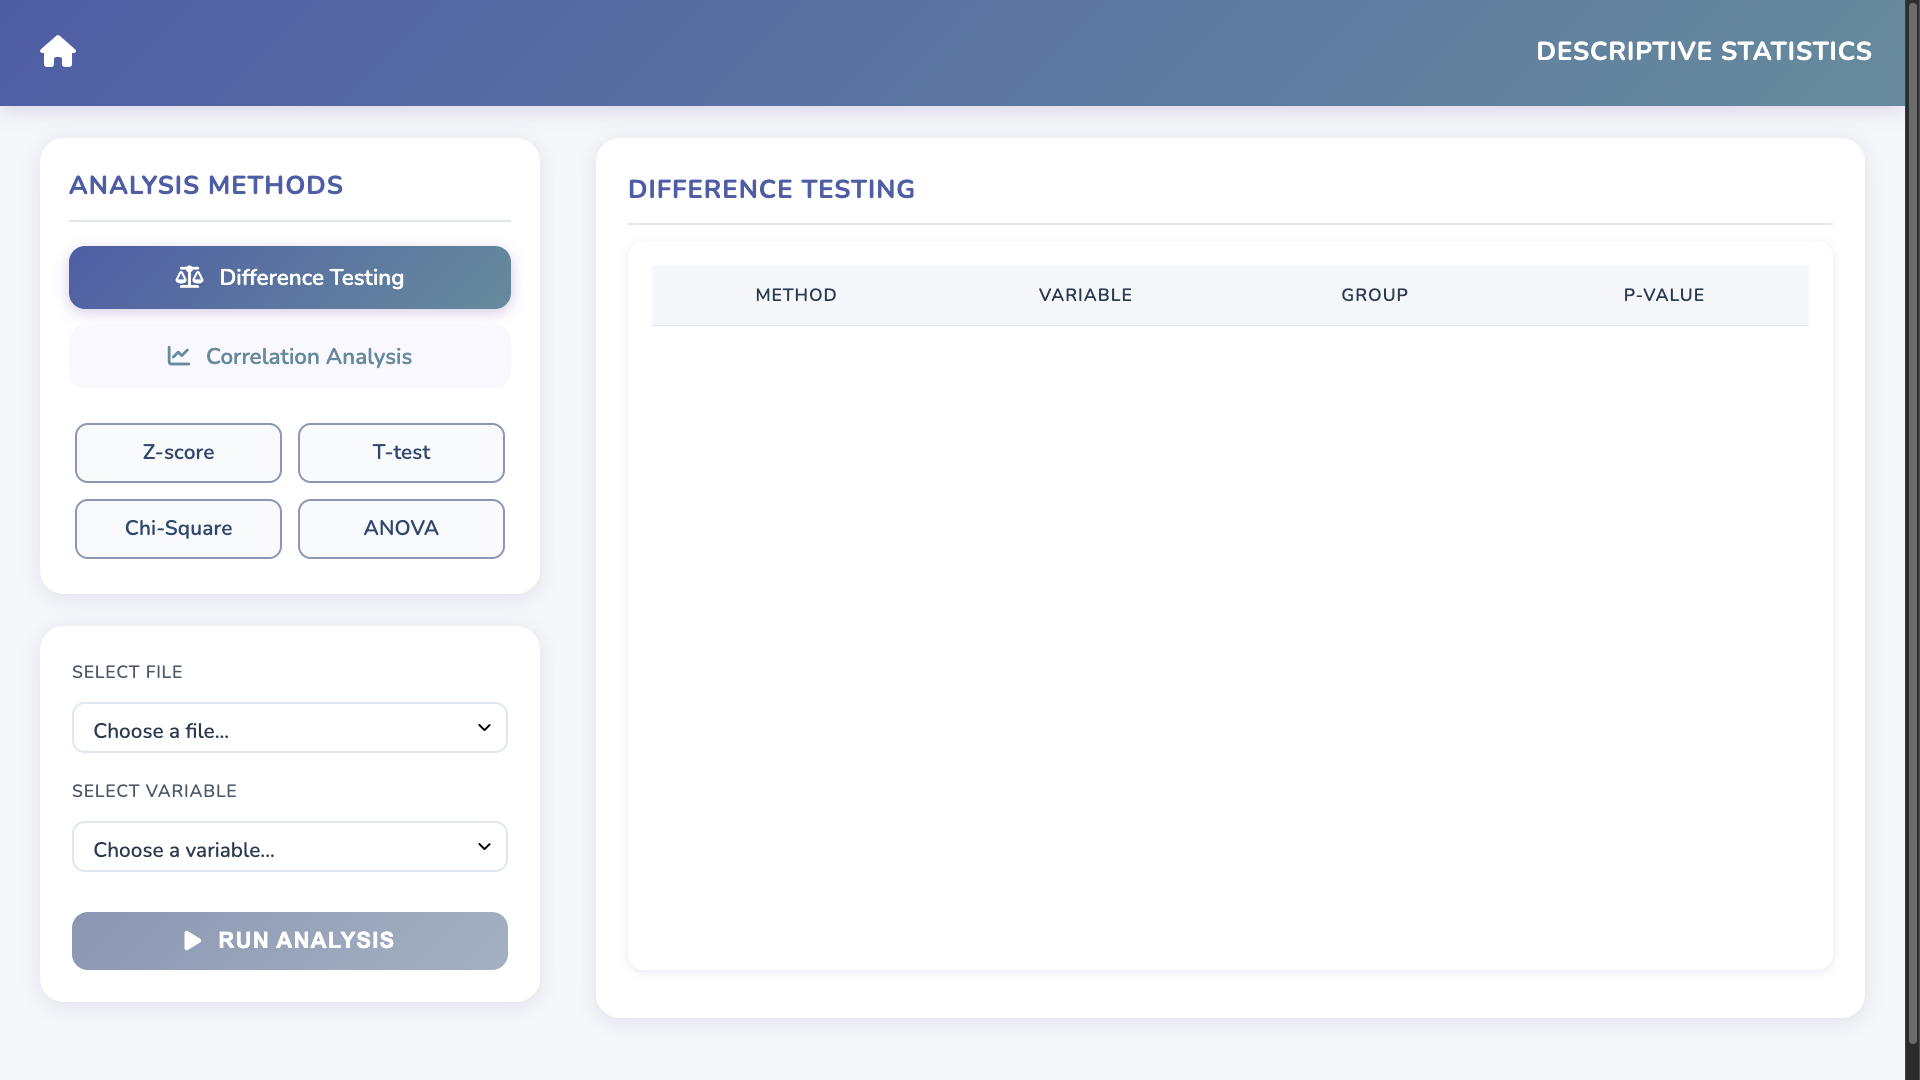 DESCRIPTIVE STATISTICS
ANALYSIS METHODS
Difference Testing
Correlation Analysis
Z-score
T-test
Chi-Square
ANOVA
SELECT FILE
Choose a file...
SELECT VARIABLE
Choose a variable...
RUN ANALYSIS
DIFFERENCE TESTING
METHOD VARIABLE GROUP P-VALUE